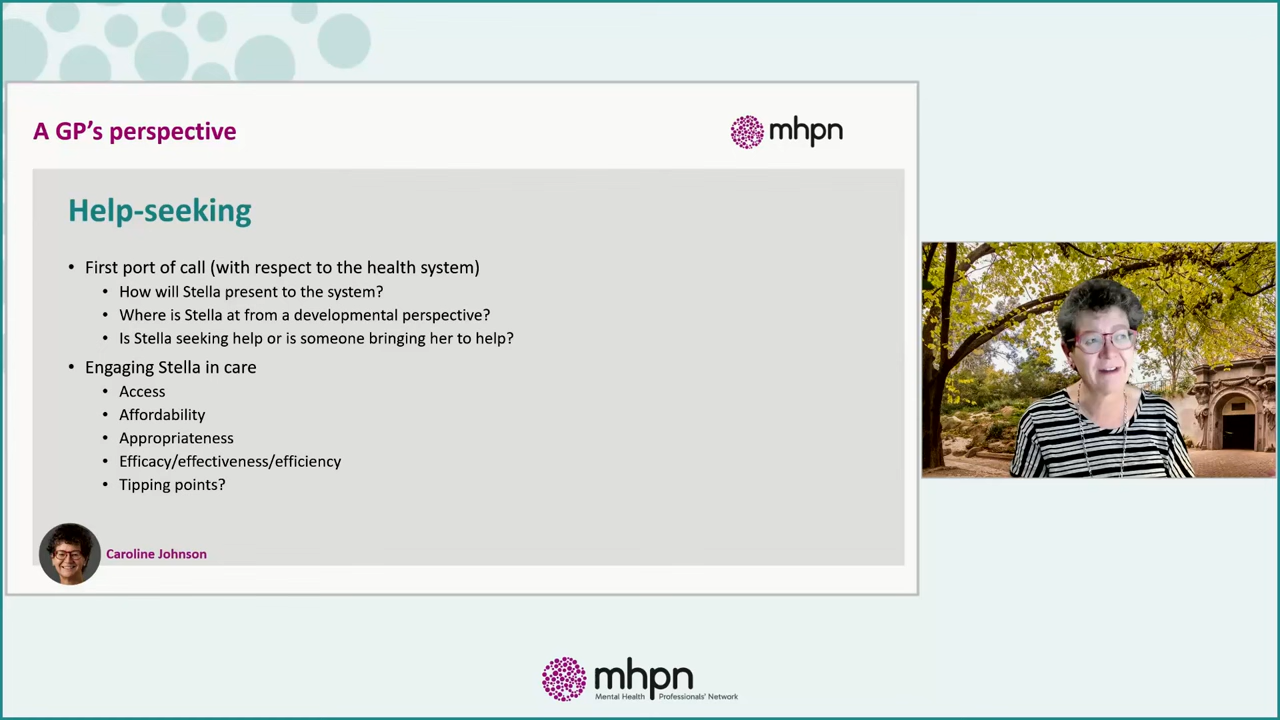 A GP's perspective
mhpn
Help-seeking
• First port of call (with respect to the health system)
• How will Stella present to the system?
• Where is Stella at from a developmental perspective?
• Is Stella seeking help or is someone bringing her to help?
• Engaging Stella in care
• Access
• Affordability
• Appropriateness
• Efficacy/effectiveness/efficiency
• Tipping points?
Caroline Johnson
mhpn
Mental Health Professionals' Network